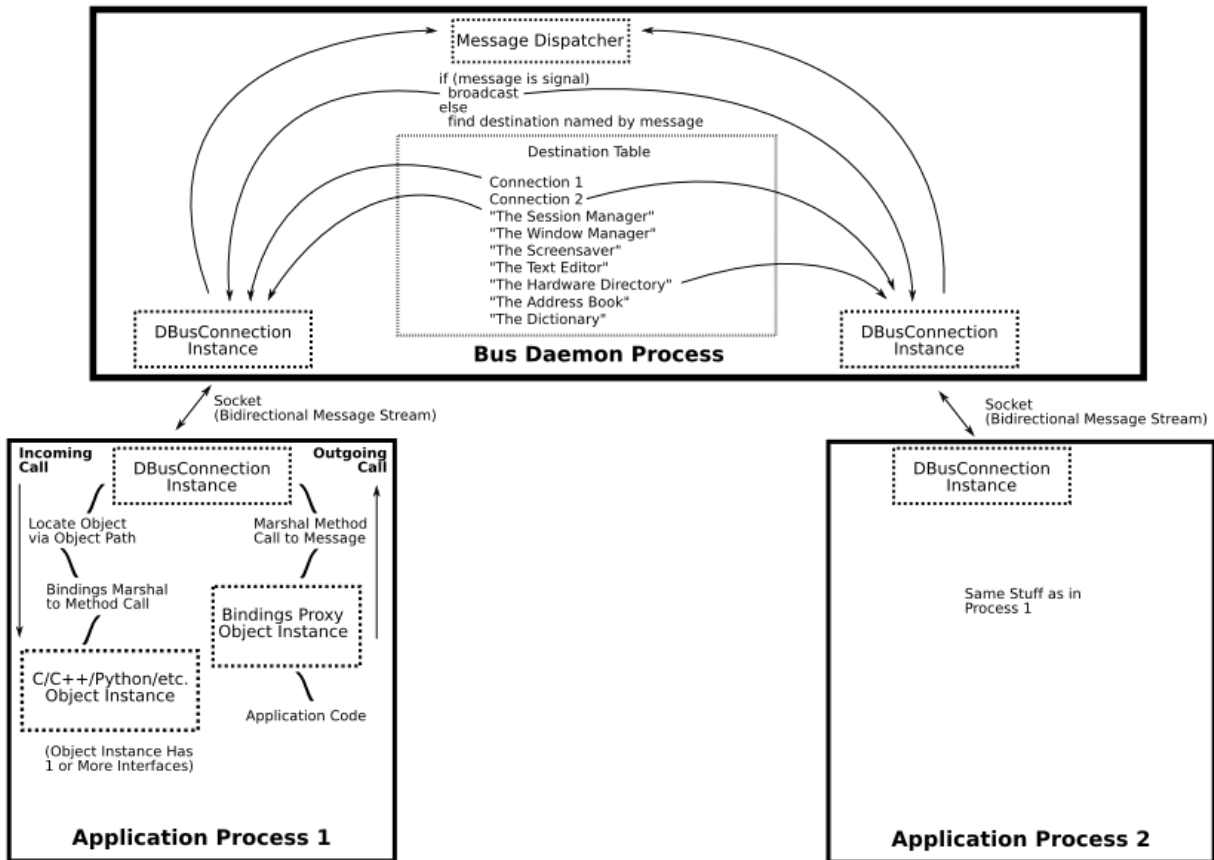 Message Dispatcher
if (message is signal)
broadcast
else
find destination named by message
Destination Table
Connection 1
Connection 2
"The Session Manager"
"The Window Manager"
"The Screensaver"
"The Text Editor"
"The Hardware Directory"
"The Address Book"
"The Dictionary"
DBusConnection
Instance
DBusConnection
Instance
Bus Daemon Process
Socket
(Bidirectional Message Stream)
Socket
(Bidirectional Message Stream)
Incoming
Call
DBusConnection
Instance
Outgoing
Call
Locate Object
via Object Path
Marshal Method
Call to Message
Bindings Marshal
to Method Call
Bindings Proxy
Object Instance
C/C++/Python/etc.
Object Instance
Application Code
(Object Instance Has
1 or More Interfaces)
Application Process 1
DBusConnection
Instance
Same Stuff as in
Process 1
Application Process 2